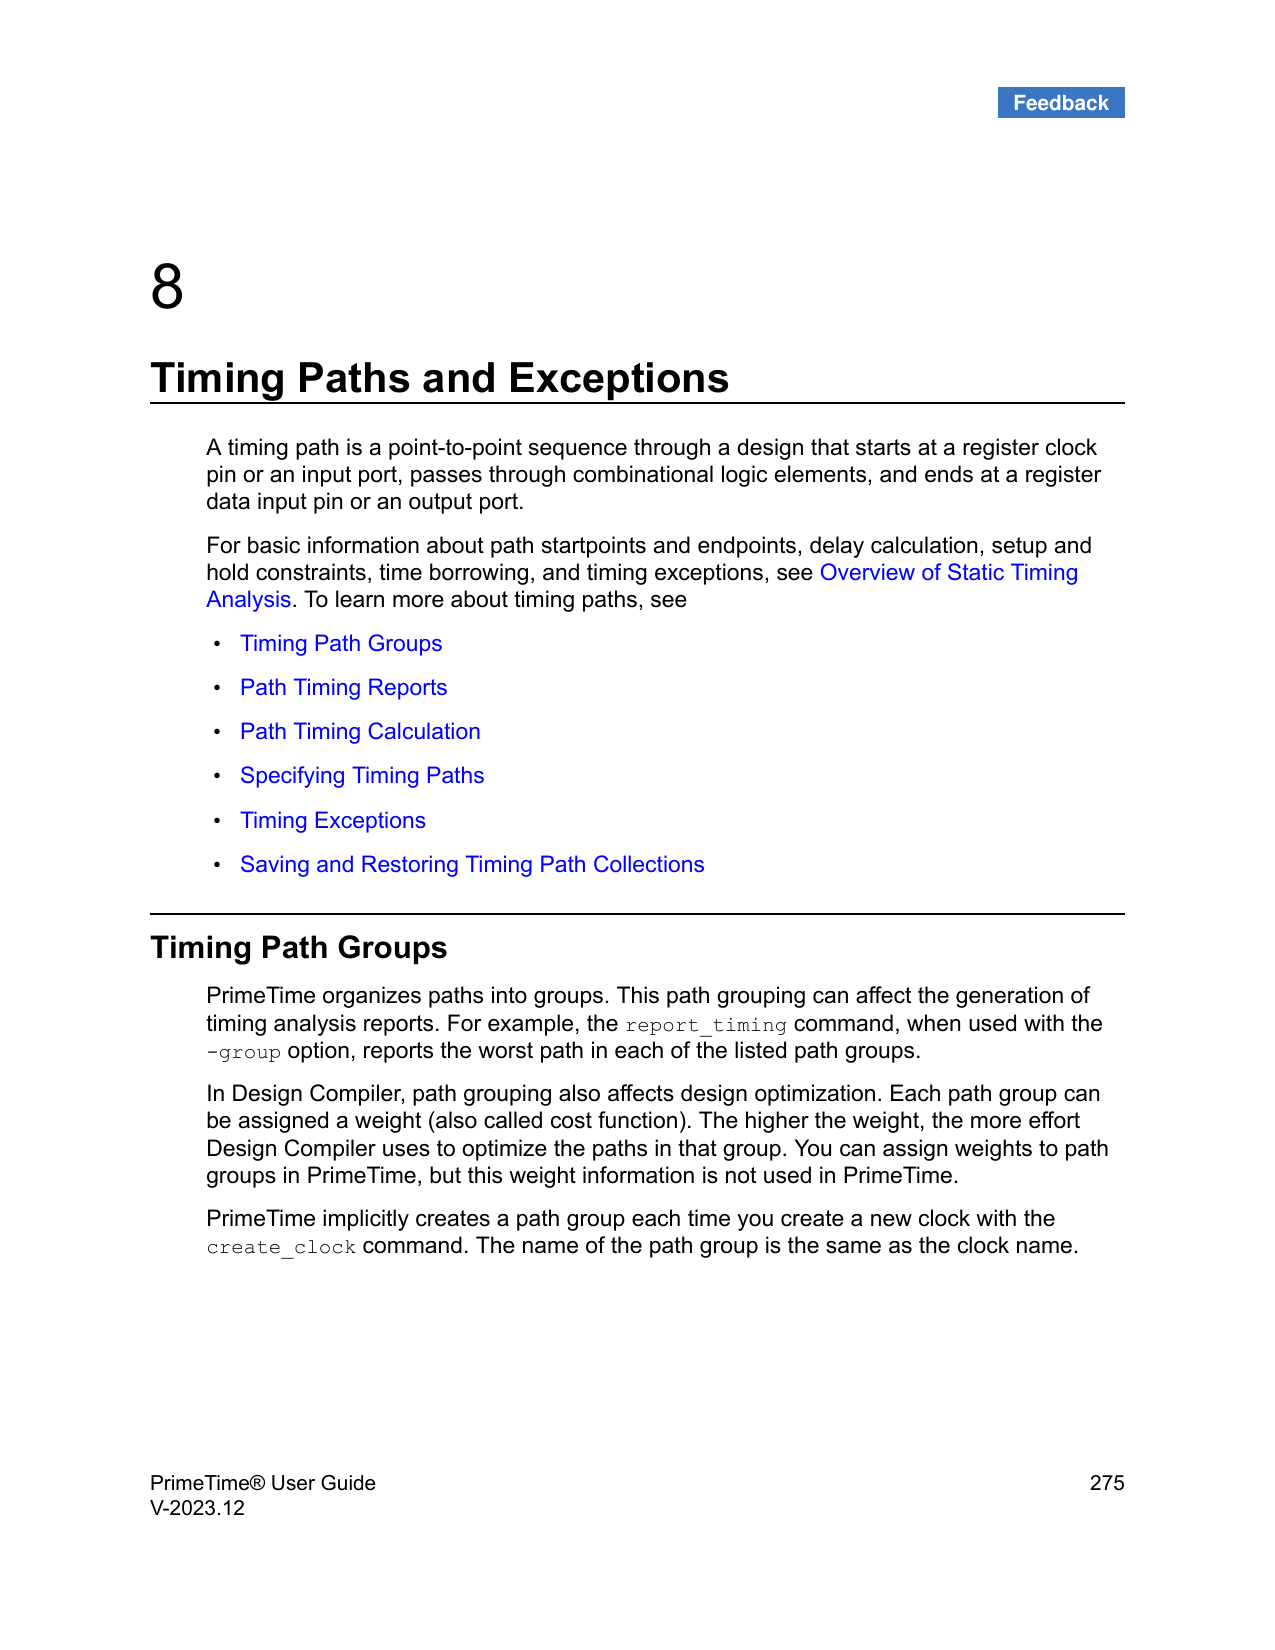 Feedback
8
Timing Paths and Exceptions
A timing path is a point-to-point sequence through a design that starts at a register clock
pin or an input port, passes through combinational logic elements, and ends at a register
data input pin or an output port.
For basic information about path startpoints and endpoints, delay calculation, setup and
hold constraints, time borrowing, and timing exceptions, see Overview of Static Timing
Analysis. To learn more about timing paths, see
• Timing Path Groups
• Path Timing Reports
• Path Timing Calculation
• Specifying Timing Paths
• Timing Exceptions
• Saving and Restoring Timing Path Collections
Timing Path Groups
PrimeTime organizes paths into groups. This path grouping can affect the generation of
timing analysis reports. For example, the report_timing command, when used with the
-group option, reports the worst path in each of the listed path groups.
In Design Compiler, path grouping also affects design optimization. Each path group can
be assigned a weight (also called cost function). The higher the weight, the more effort
Design Compiler uses to optimize the paths in that group. You can assign weights to path
groups in PrimeTime, but this weight information is not used in PrimeTime.
PrimeTime implicitly creates a path group each time you create a new clock with the
create_clock command. The name of the path group is the same as the clock name.
PrimeTime® User Guide 275
V-2023.12